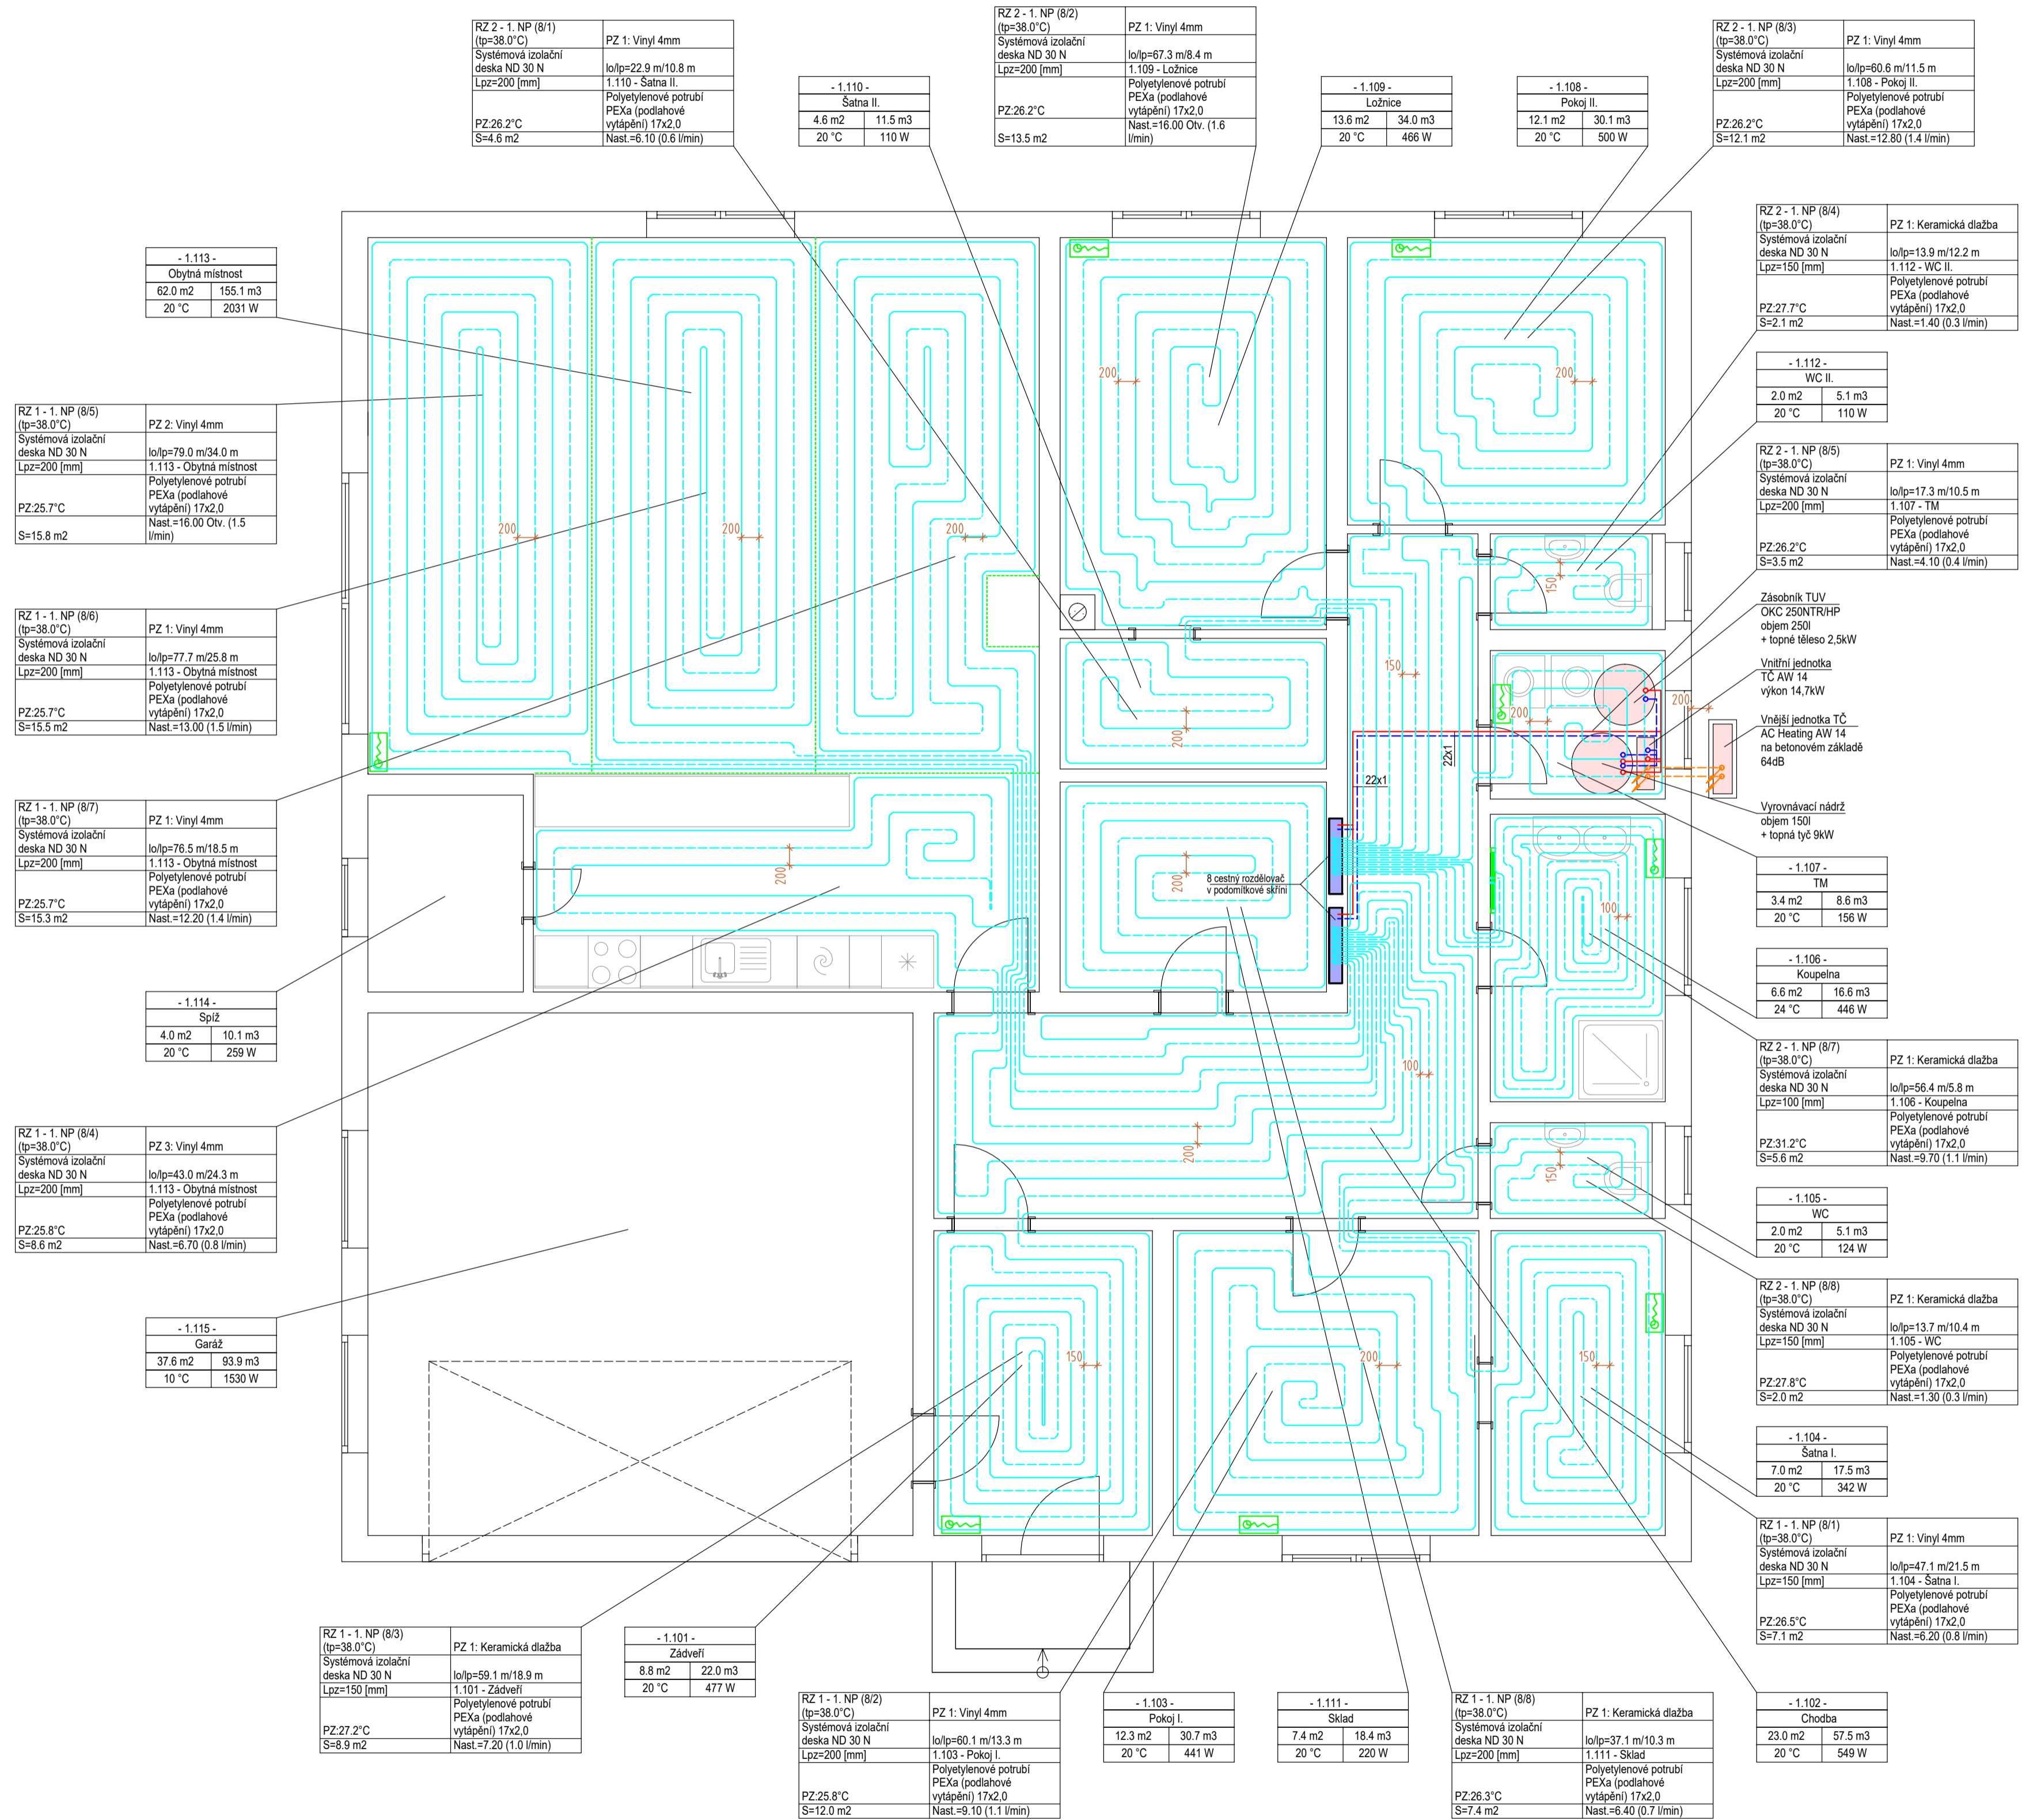 RZ 2 - 1. NP (8/1)
(tp=38.0°C) PZ 1: Vinyl 4mm
Systémová izolační
deska ND 30 N lo/lp=22.9 m/10.8 m
Lpz=200 [mm] 1.110 - Šatna II.
Polyetylenové potrubí
PEXa (podlahové
PZ:26.2°C vytápění) 17x2,0
S=4.6 m2 Nast.=6.10 (0.6 l/min)
- 1.110 -
Šatna II.
4.6 m2 11.5 m3
20 °C 110 W
RZ 2 - 1. NP (8/2)
(tp=38.0°C) PZ 1: Vinyl 4mm
Systémová izolační
deska ND 30 N lo/lp=67.3 m/8.4 m
Lpz=200 [mm] 1.109 - Ložnice
Polyetylenové potrubí
PEXa (podlahové
PZ:26.2°C vytápění) 17x2,0
Nast.=16.00 Otv. (1.6
S=13.5 m2 l/min)
- 1.109 -
Ložnice
13.6 m2 34.0 m3
20 °C 466 W
- 1.108 -
Pokoj II.
12.1 m2 30.1 m3
20 °C 500 W
RZ 2 - 1. NP (8/3)
(tp=38.0°C) PZ 1: Vinyl 4mm
Systémová izolační
deska ND 30 N lo/lp=60.6 m/11.5 m
Lpz=200 [mm] 1.108 - Pokoj II.
Polyetylenové potrubí
PEXa (podlahové
PZ:26.2°C vytápění) 17x2,0
S=12.1 m2 Nast.=12.80 (1.4 l/min)
- 1.113 -
Obytná místnost
62.0 m2 155.1 m3
20 °C 2031 W
RZ 1 - 1. NP (8/5)
(tp=38.0°C) PZ 2: Vinyl 4mm
Systémová izolační
deska ND 30 N lo/lp=79.0 m/34.0 m
Lpz=200 [mm] 1.113 - Obytná místnost
Polyetylenové potrubí
PEXa (podlahové
PZ:25.7°C vytápění) 17x2,0
Nast.=16.00 Otv. (1.5
S=15.8 m2 l/min)
RZ 1 - 1. NP (8/6)
(tp=38.0°C) PZ 1: Vinyl 4mm
Systémová izolační
deska ND 30 N lo/lp=77.7 m/25.8 m
Lpz=200 [mm] 1.113 - Obytná místnost
Polyetylenové potrubí
PEXa (podlahové
PZ:25.7°C vytápění) 17x2,0
S=15.5 m2 Nast.=13.00 (1.5 l/min)
RZ 1 - 1. NP (8/7)
(tp=38.0°C) PZ 1: Vinyl 4mm
Systémová izolační
deska ND 30 N lo/lp=76.5 m/18.5 m
Lpz=200 [mm] 1.113 - Obytná místnost
Polyetylenové potrubí
PEXa (podlahové
PZ:25.7°C vytápění) 17x2,0
S=15.3 m2 Nast.=12.20 (1.4 l/min)
- 1.114 -
Spíž
4.0 m2 10.1 m3
20 °C 259 W
RZ 1 - 1. NP (8/4)
(tp=38.0°C) PZ 3: Vinyl 4mm
Systémová izolační
deska ND 30 N lo/lp=43.0 m/24.3 m
Lpz=200 [mm] 1.113 - Obytná místnost
Polyetylenové potrubí
PEXa (podlahové
PZ:25.8°C vytápění) 17x2,0
S=8.6 m2 Nast.=6.70 (0.8 l/min)
- 1.115 -
Garáž
37.6 m2 93.9 m3
10 °C 1530 W
200
200
200
200
200
150
200
150
200
200
22x1
22x1
200
200
8 cestný rozdělovač
v podomítkové skříni
200
100
100
200
150
150
200
150
RZ 2 - 1. NP (8/4)
(tp=38.0°C) PZ 1: Keramická dlažba
Systémová izolační
deska ND 30 N lo/lp=13.9 m/12.2 m
Lpz=150 [mm] 1.112 - WC II.
Polyetylenové potrubí
PEXa (podlahové
PZ:27.7°C vytápění) 17x2,0
S=2.1 m2 Nast.=1.40 (0.3 l/min)
- 1.112 -
WC II.
2.0 m2 5.1 m3
20 °C 110 W
RZ 2 - 1. NP (8/5)
(tp=38.0°C) PZ 1: Vinyl 4mm
Systémová izolační
deska ND 30 N lo/lp=17.3 m/10.5 m
Lpz=200 [mm] 1.107 - TM
Polyetylenové potrubí
PEXa (podlahové
PZ:26.2°C vytápění) 17x2,0
S=3.5 m2 Nast.=4.10 (0.4 l/min)
Zásobník TUV
OKC 250NTR/HP
objem 250l
+ topné těleso 2,5kW
Vnitřní jednotka
TČ AW 14
výkon 14,7kW
Vnější jednotka TČ
AC Heating AW 14
na betonovém základě
64dB
Vyrovnávací nádrž
objem 150l
+ topná tyč 9kW
- 1.107 -
TM
3.4 m2 8.6 m3
20 °C 156 W
- 1.106 -
Koupelna
6.6 m2 16.6 m3
24 °C 446 W
RZ 2 - 1. NP (8/7)
(tp=38.0°C) PZ 1: Keramická dlažba
Systémová izolační
deska ND 30 N lo/lp=56.4 m/5.8 m
Lpz=100 [mm] 1.106 - Koupelna
Polyetylenové potrubí
PEXa (podlahové
PZ:31.2°C vytápění) 17x2,0
S=5.6 m2 Nast.=9.70 (1.1 l/min)
- 1.105 -
WC
2.0 m2 5.1 m3
20 °C 124 W
RZ 2 - 1. NP (8/8)
(tp=38.0°C) PZ 1: Keramická dlažba
Systémová izolační
deska ND 30 N lo/lp=13.7 m/10.4 m
Lpz=150 [mm] 1.105 - WC
Polyetylenové potrubí
PEXa (podlahové
PZ:27.8°C vytápění) 17x2,0
S=2.0 m2 Nast.=1.30 (0.3 l/min)
- 1.104 -
Šatna I.
7.0 m2 17.5 m3
20 °C 342 W
RZ 1 - 1. NP (8/1)
(tp=38.0°C) PZ 1: Vinyl 4mm
Systémová izolační
deska ND 30 N lo/lp=47.1 m/21.5 m
Lpz=150 [mm] 1.104 - Šatna I.
Polyetylenové potrubí
PEXa (podlahové
PZ:26.5°C vytápění) 17x2,0
S=7.1 m2 Nast.=6.20 (0.8 l/min)
RZ 1 - 1. NP (8/3)
(tp=38.0°C) PZ 1: Keramická dlažba
Systémová izolační
deska ND 30 N lo/lp=59.1 m/18.9 m
Lpz=150 [mm] 1.101 - Zádveří
Polyetylenové potrubí
PEXa (podlahové
PZ:27.2°C vytápění) 17x2,0
S=8.9 m2 Nast.=7.20 (1.0 l/min)
- 1.101 -
Zádveří
8.8 m2 22.0 m3
20 °C 477 W
RZ 1 - 1. NP (8/2)
(tp=38.0°C) PZ 1: Vinyl 4mm
Systémová izolační
deska ND 30 N lo/lp=60.1 m/13.3 m
Lpz=200 [mm] 1.103 - Pokoj I.
Polyetylenové potrubí
PEXa (podlahové
PZ:25.8°C vytápění) 17x2,0
S=12.0 m2 Nast.=9.10 (1.1 l/min)
- 1.103 -
Pokoj I.
12.3 m2 30.7 m3
20 °C 441 W
- 1.111 -
Sklad
7.4 m2 18.4 m3
20 °C 220 W
RZ 1 - 1. NP (8/8)
(tp=38.0°C) PZ 1: Keramická dlažba
Systémová izolační
deska ND 30 N lo/lp=37.1 m/10.3 m
Lpz=200 [mm] 1.111 - Sklad
Polyetylenové potrubí
PEXa (podlahové
PZ:26.3°C vytápění) 17x2,0
S=7.4 m2 Nast.=6.40 (0.7 l/min)
- 1.102 -
Chodba
23.0 m2 57.5 m3
20 °C 549 W